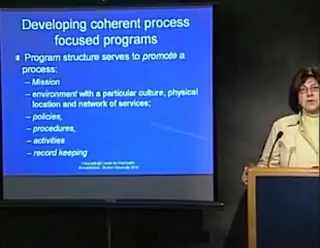 Developing coherent process
focused programs
Program structure serves to promote a
process:
– Mission
– environment with a particular culture, physical
location and network of services;
– policies,
– procedures,
– activities
– record keeping